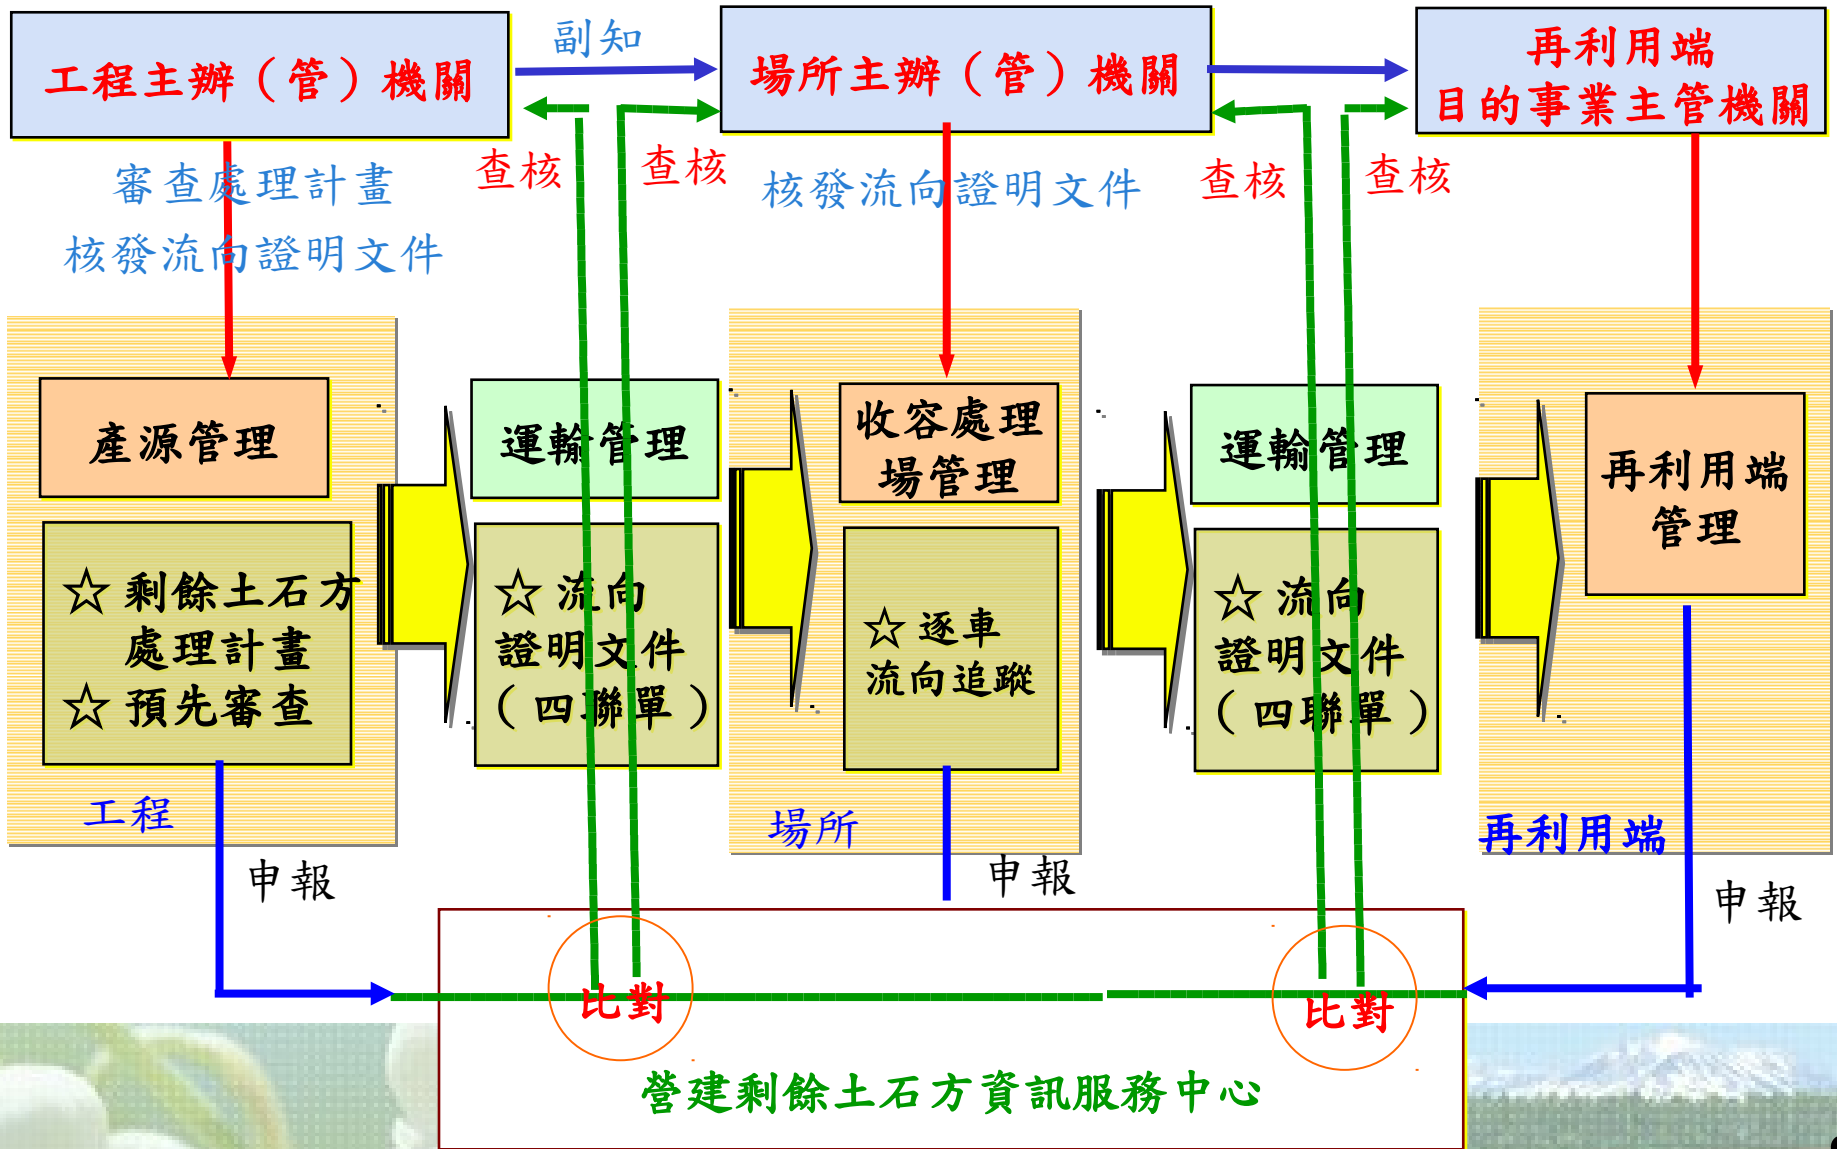 工程主辦（管）機關
副知
場所主辦（管）機關
再利用端
目的事業主管機關
審查處理計畫
核發流向證明文件
查核
查核
核發流向證明文件
查核
查核
產源管理
☆ 剩餘土石方
處理計畫
☆ 預先審查
工程
申報
運輸管理
☆ 流向
證明文件
（四聯單）
收容處理
場管理
☆ 逐車
流向追蹤
場所
申報
運輸管理
☆ 流向
證明文件
（四聯單）
再利用端
管理
再利用端
申報
比對
比對
營建剩餘土石方資訊服務中心